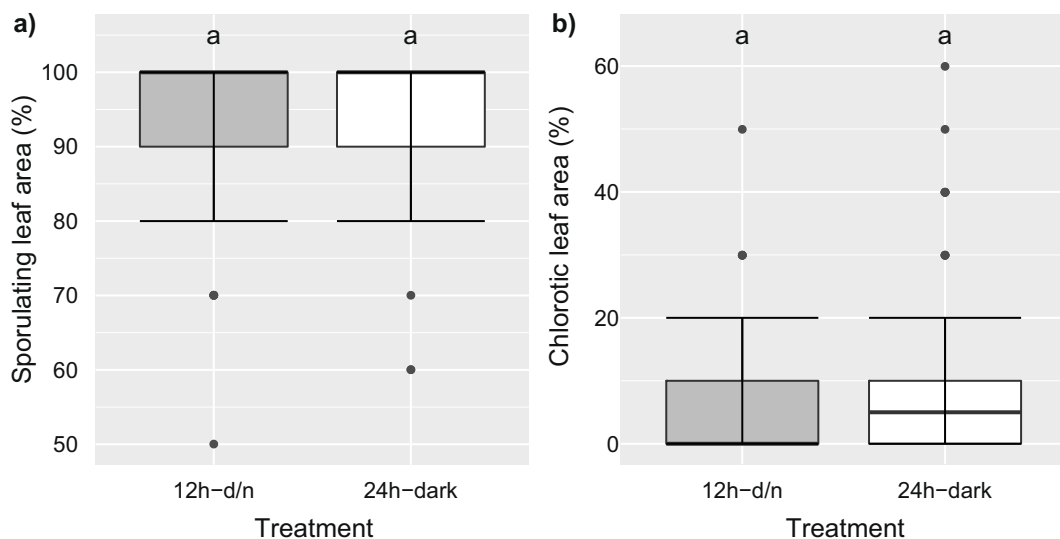 a)
a
a
Sporulating leaf area (%)
100
90
80
70
60
50
12h−d/n
24h−dark
Treatment
b)
a
a
Chlorotic leaf area (%)
60
40
20
0
12h−d/n
24h−dark
Treatment